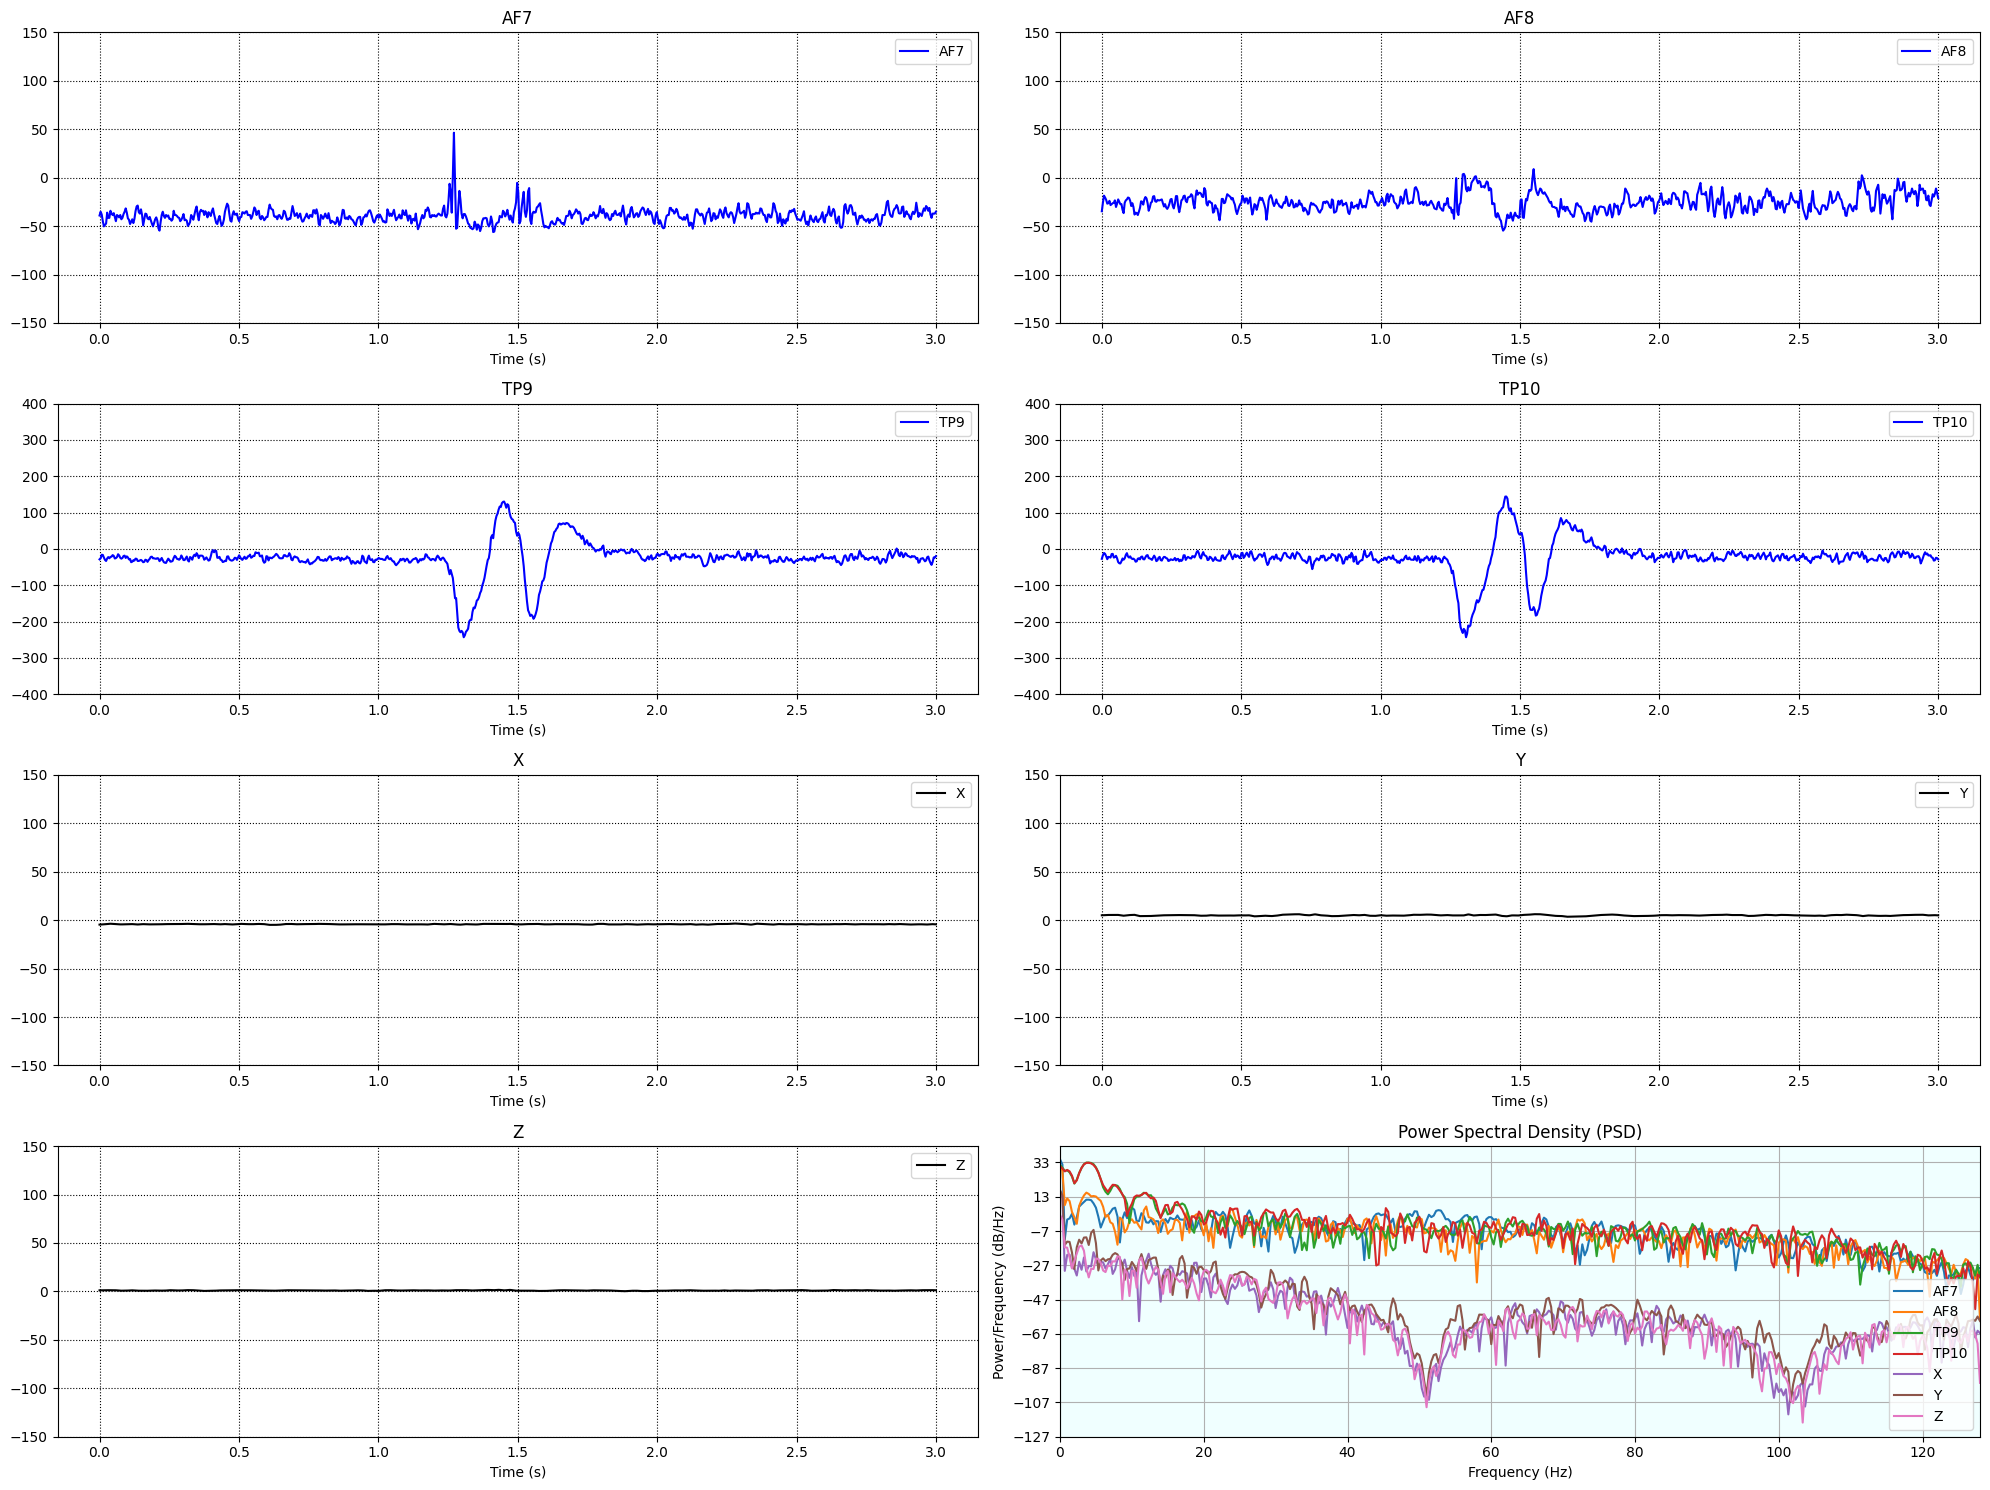 AF7
150
100
50
0
−50
−100
−150
0.0 0.5 1.0 1.5 2.0 2.5 3.0
Time (s)
AF7
AF8
150
100
50
0
−50
−100
−150
0.0 0.5 1.0 1.5 2.0 2.5 3.0
Time (s)
AF8
TP9
400
300
200
100
0
−100
−200
−300
−400
0.0 0.5 1.0 1.5 2.0 2.5 3.0
Time (s)
TP9
TP10
400
300
200
100
0
−100
−200
−300
−400
0.0 0.5 1.0 1.5 2.0 2.5 3.0
Time (s)
TP10
X
150
100
50
0
−50
−100
−150
0.0 0.5 1.0 1.5 2.0 2.5 3.0
Time (s)
X
Y
150
100
50
0
−50
−100
−150
0.0 0.5 1.0 1.5 2.0 2.5 3.0
Time (s)
Y
Z
150
100
50
0
−50
−100
−150
0.0 0.5 1.0 1.5 2.0 2.5 3.0
Time (s)
Z
Power Spectral Density (PSD)
Power/Frequency (dB/Hz)
33
13
−7
−27
−47
−67
−87
−107
−127
0 20 40 60 80 100 120
Frequency (Hz)
AF7
AF8
TP9
TP10
X
Y
Z